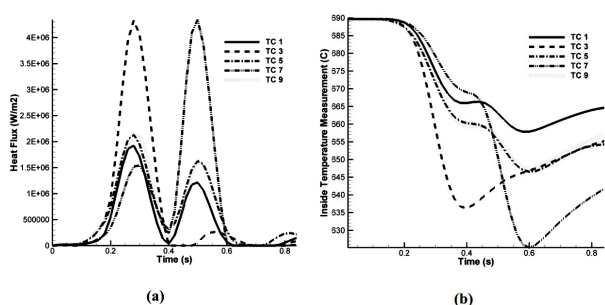 Heat Flux (W/m2)
4E+06
3.5E+06
3E+06
2.5E+06
2E+06
1.5E+06
1E+06
500000
0
0
0.2
0.4
0.6
0.8
Time (s)
TC 1
TC 3
TC 5
TC 7
TC 9
(a)
Inside Temperature Measurement (C)
690
685
680
675
670
665
660
655
650
645
640
635
630
0.2
0.4
0.6
0.8
Time (s)
TC 1
TC 3
TC 5
TC 7
TC 9
(b)